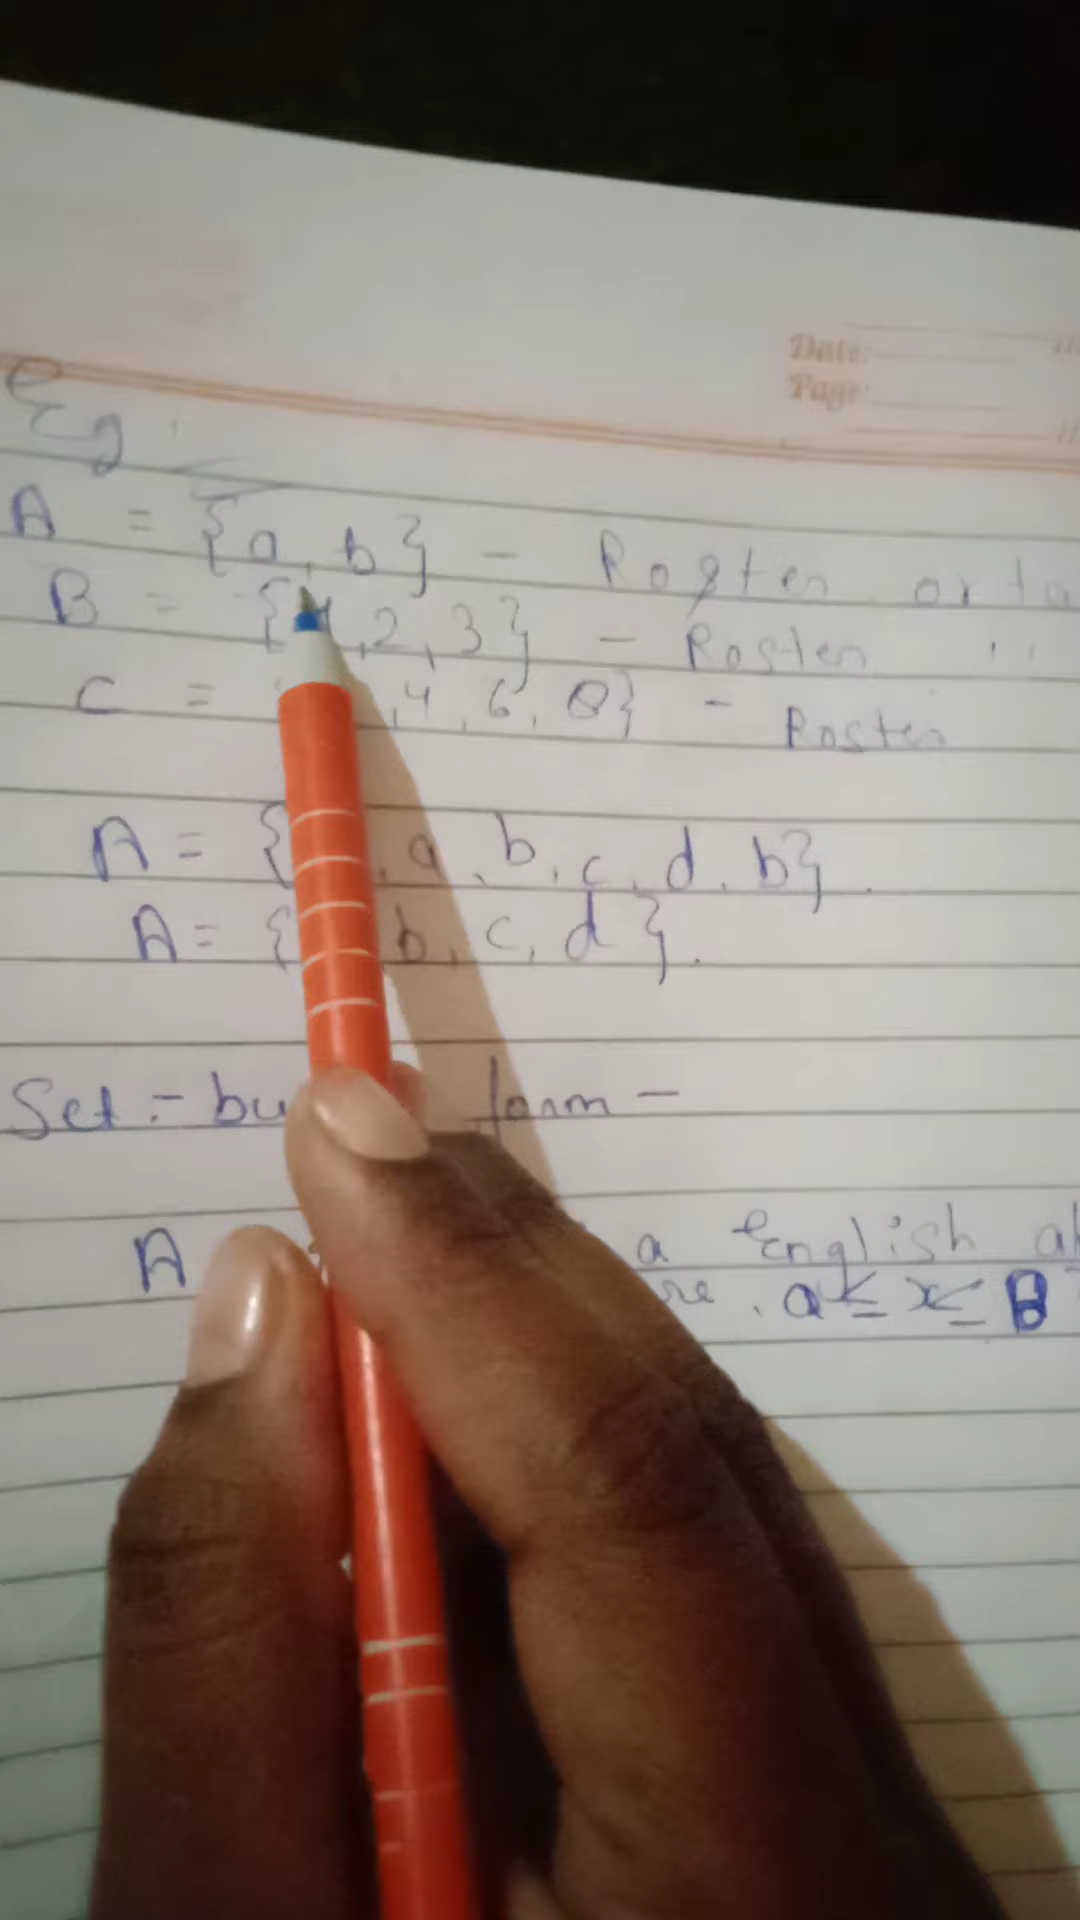 Date:
Page:
Eg:
A = {a, b} - Roster or ta
B = {1, 2, 3} - Roster "
C = , 4, 6, 8} - Roster
A = { , a, b, c, d, b}.
A = { b, c, d}.
Set :- bu form -
A a English al
re . a ≤ x ≤ B